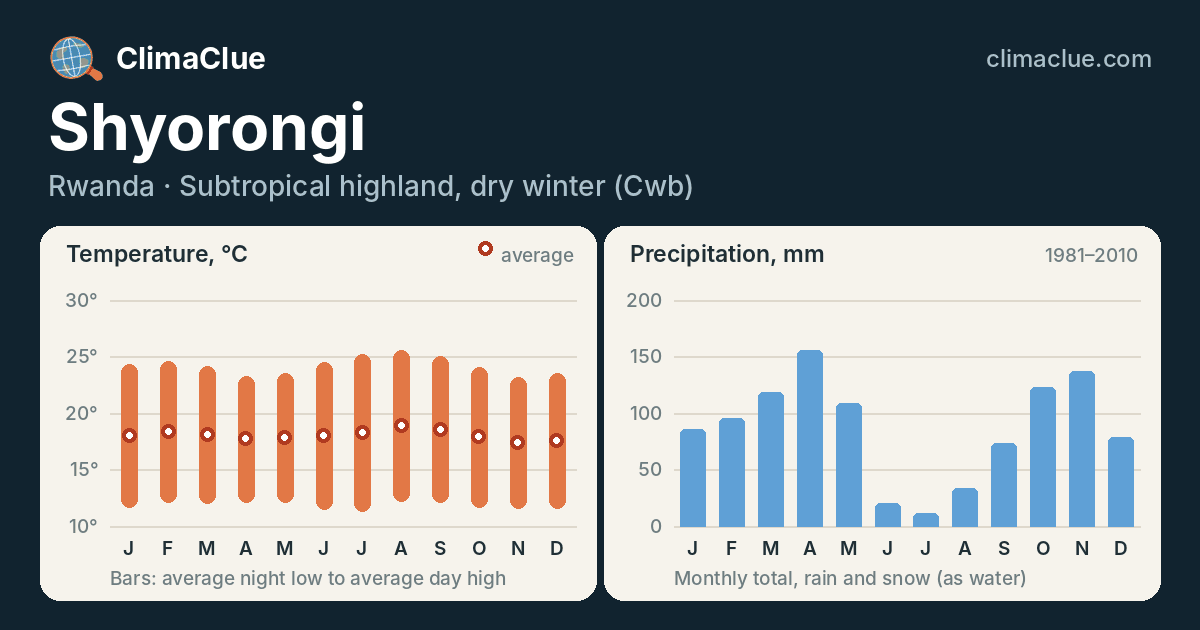 ClimaClue
climaclue.com
Shyorongi
Rwanda · Subtropical highland, dry winter (Cwb)
Temperature, °C
average
30°
25°
20°
15°
10°
J F M A M J J A S O N D
Bars: average night low to average day high
Precipitation, mm
1981–2010
200
150
100
50
0
J F M A M J J A S O N D
Monthly total, rain and snow (as water)